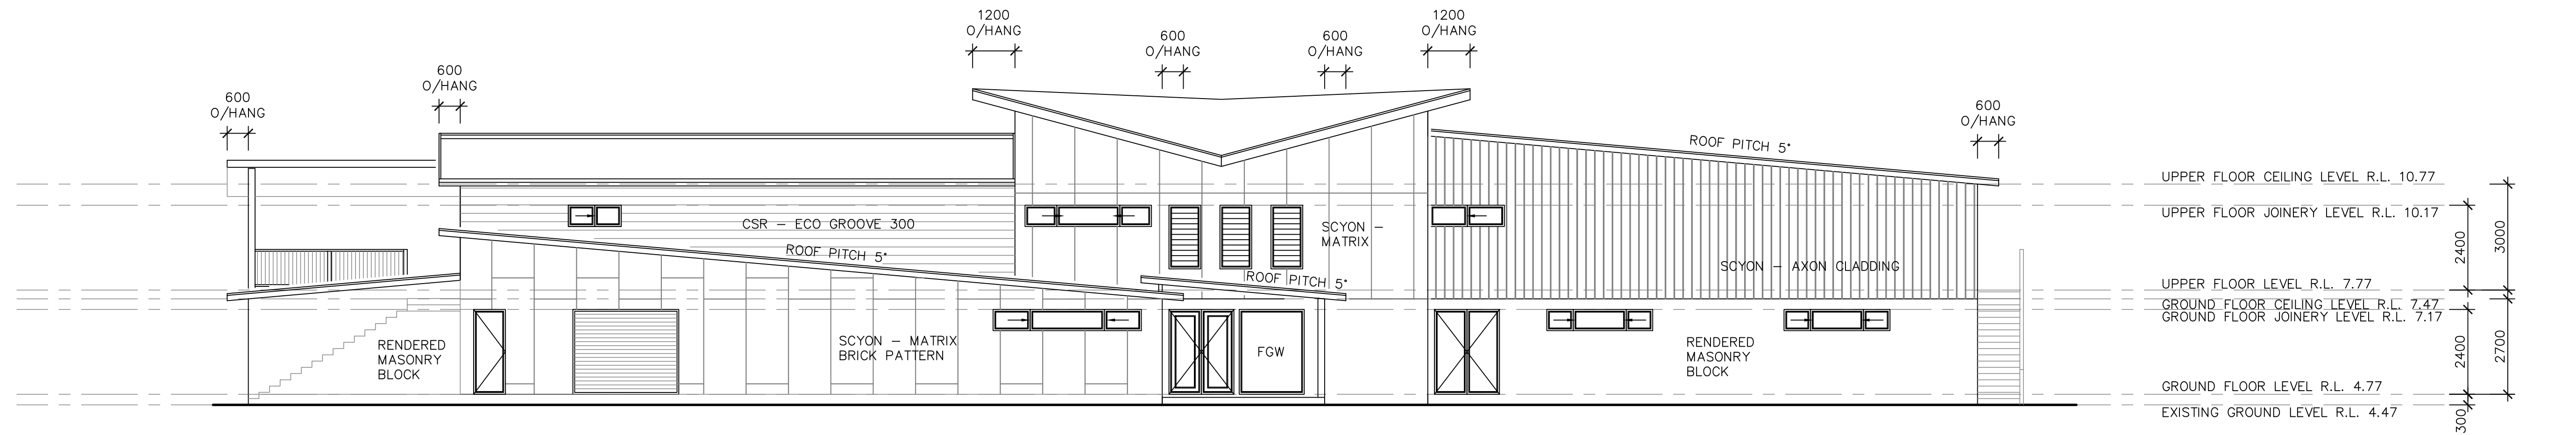 1200
O/HANG
1200
O/HANG
600
O/HANG
600
O/HANG
600
O/HANG
600
O/HANG
600
O/HANG
ROOF PITCH 5°
UPPER FLOOR CEILING LEVEL R.L. 10.77
UPPER FLOOR JOINERY LEVEL R.L. 10.17
CSR – ECO GROOVE 300
SCYON –
MATRIX
ROOF PITCH 5°
ROOF PITCH 5°
SCYON – AXON CLADDING
2400
3000
UPPER FLOOR LEVEL R.L. 7.77
GROUND FLOOR CEILING LEVEL R.L. 7.47
GROUND FLOOR JOINERY LEVEL R.L. 7.17
RENDERED
MASONRY
BLOCK
SCYON – MATRIX
BRICK PATTERN
FGW
RENDERED
MASONRY
BLOCK
2400
2700
GROUND FLOOR LEVEL R.L. 4.77
EXISTING GROUND LEVEL R.L. 4.47
300